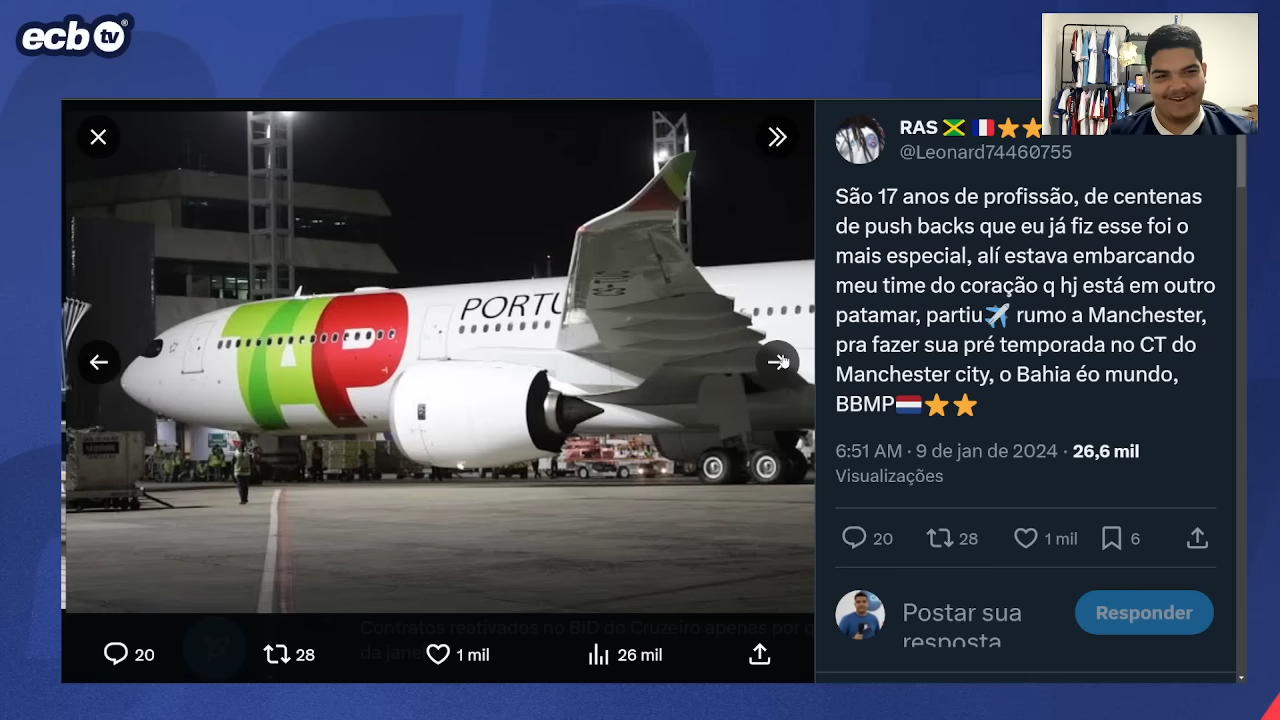 ecb tv
RAS
@Leonard74460755
São 17 anos de profissão, de centenas
de push backs que eu já fiz esse foi o
mais especial, alí estava embarcando
meu time do coração q hj está em outro
patamar, partiu✈️ rumo a Manchester,
pra fazer sua pré temporada no CT do
Manchester city, o Bahia éo mundo,
BBMP🇳🇱⭐⭐
6:51 AM · 9 de jan de 2024 · 26,6 mil
Visualizações
20 28 1 mil 6
Postar sua
resposta
Responder
PORTU
AP
Contratos reativados no BID do Cruzeiro apenas por q
da jane
20 28 1 mil 26 mil